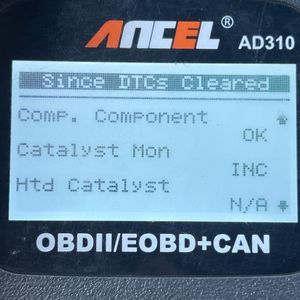 ANCEL®
AD310
Since DTCs Cleared
Comp. Component
OK
Catalyst Mon
INC
Htd Catalyst
N/A
OBDII/EOBD+CAN